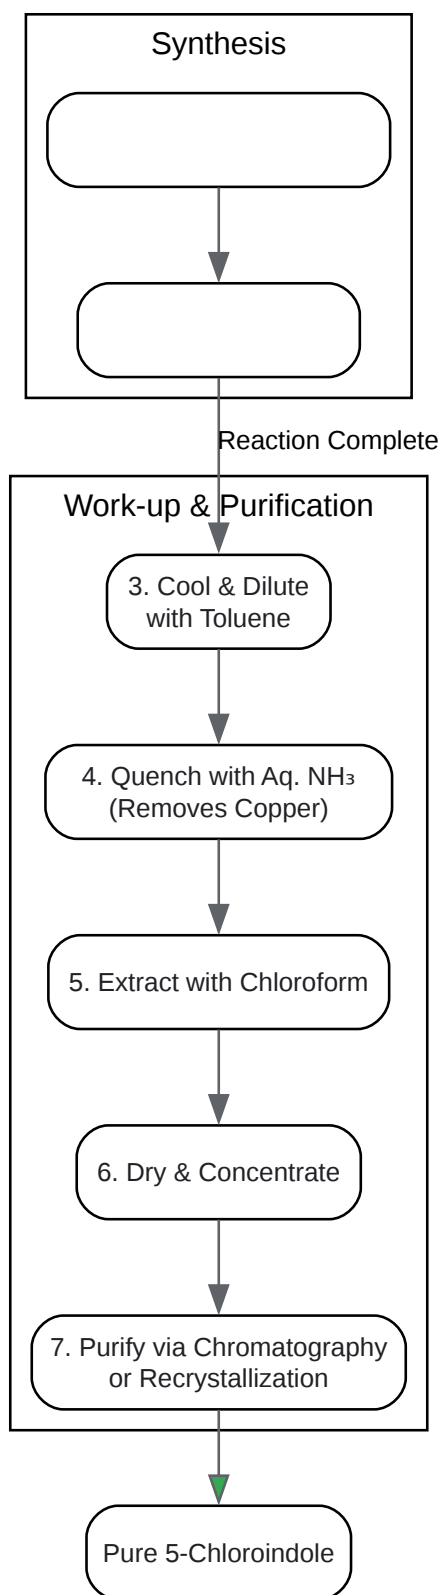 Synthesis
Reaction Complete
Work-up & Purification
3. Cool & Dilute
with Toluene
4. Quench with Aq. NH₃
(Removes Copper)
5. Extract with Chloroform
6. Dry & Concentrate
7. Purify via Chromatography
or Recrystallization
Pure 5-Chloroindole